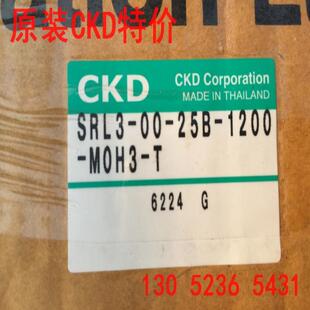 原装CKD特价
CKD
CKD Corporation
MADE IN THAILAND
SRL3-00-25B-1200
-M0H3-T
6224 G
130 5236 5431